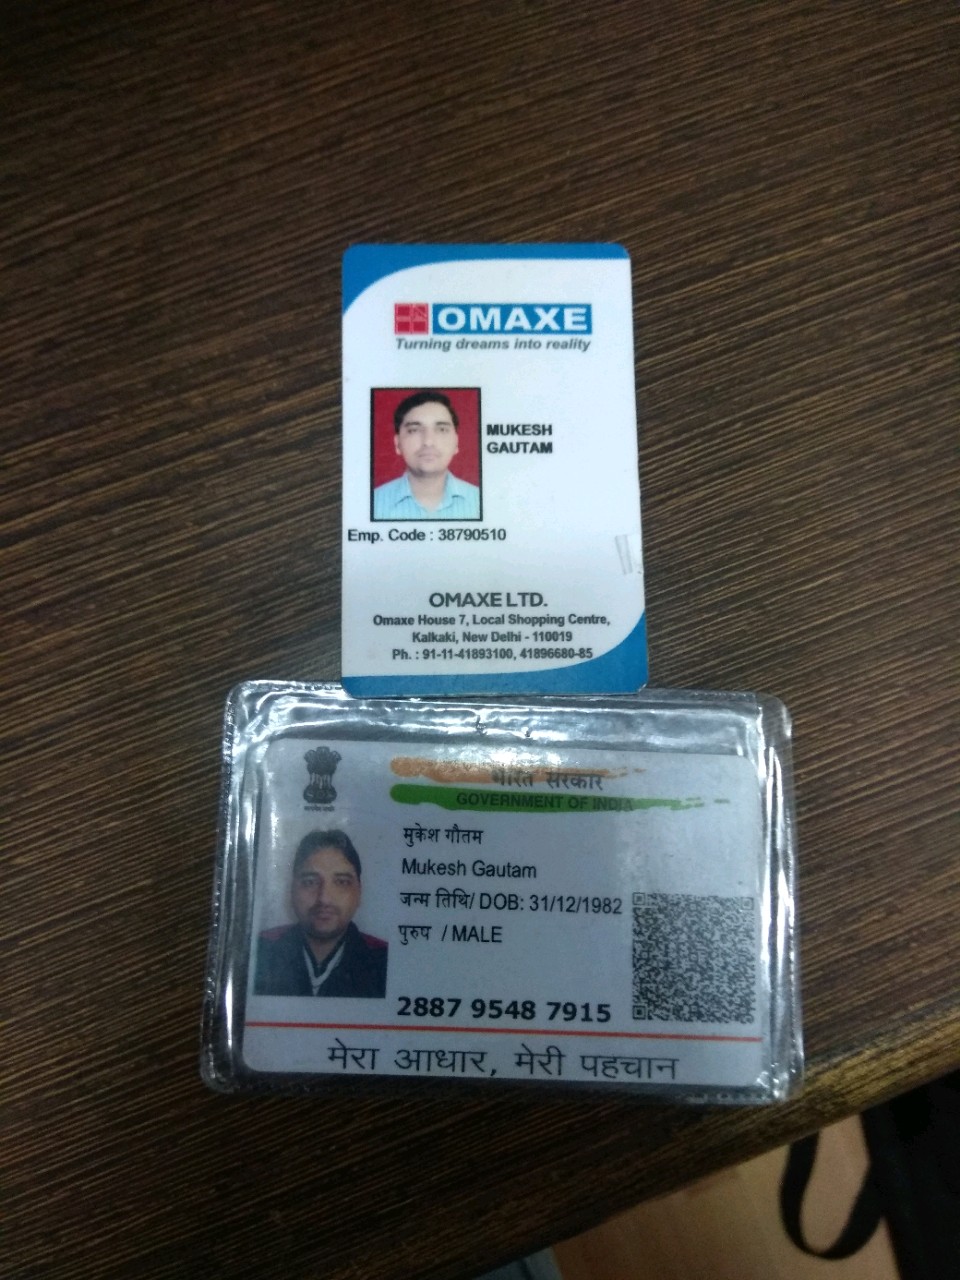 OMAXE
Turning dreams into reality
MUKESH
GAUTAM
Emp. Code : 38790510
OMAXE LTD.
Omaxe House 7, Local Shopping Centre,
Kalkaki, New Delhi - 110019
Ph. : 91-11-41893100, 41896680-85
भारत सरकार
GOVERNMENT OF INDIA
मुकेश गौतम
Mukesh Gautam
जन्म तिथि/ DOB: 31/12/1982
पुरुष / MALE
2887 9548 7915
मेरा आधार, मेरी पहचान